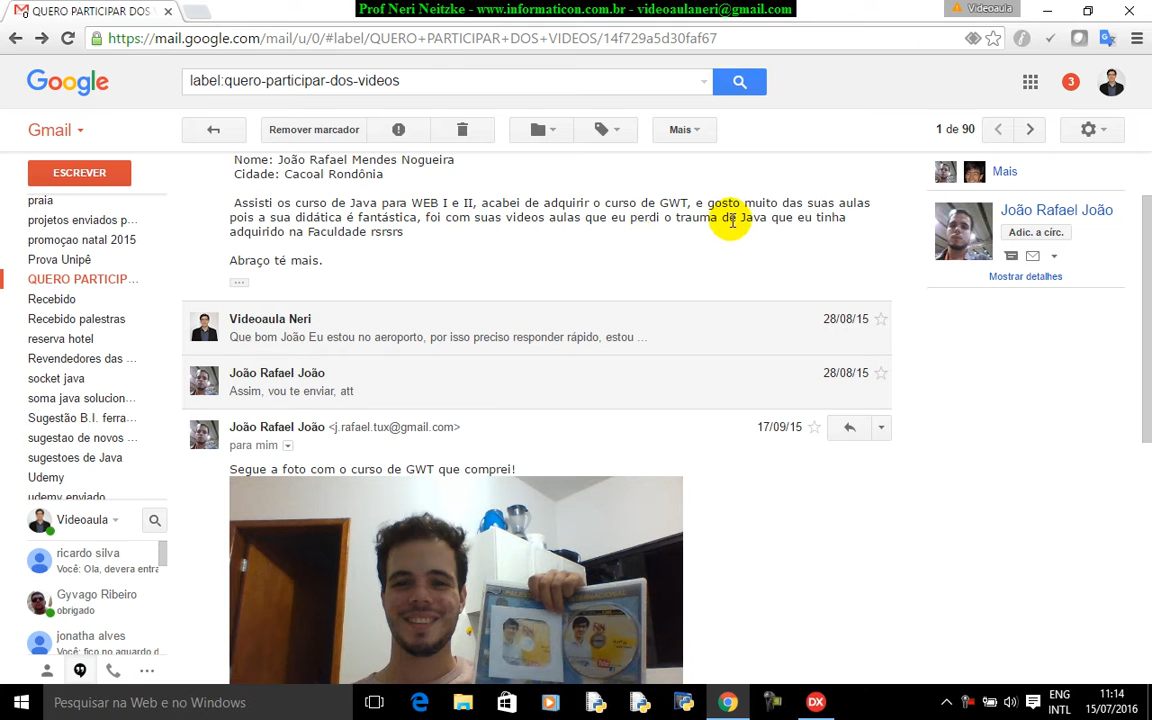 Prof Neri Neitzke - www.informaticon.com.br - videoaulaneri@gmail.com
QUERO PARTICIPAR DOS V
Videoaula
https://mail.google.com/mail/u/0/#label/QUERO+PARTICIPAR+DOS+VIDEOS/14f729a5d30faf67
Google
label:quero-participar-dos-videos
3
Gmail
Remover marcador
Mais
1 de 90
ESCREVER
praia
projetos enviados p...
promoçao natal 2015
Prova Unipê
QUERO PARTICIP...
Recebido
Recebido palestras
reserva hotel
Revendedores das ...
socket java
soma java solucion...
Sugestão B.I. ferra...
sugestao de novos ...
sugestoes de Java
Udemy
udemy enviado
Videoaula
ricardo silva
Você: Ola, devera entra
Gyvago Ribeiro
obrigado
jonatha alves
Você: fico no aguardo d
Nome: João Rafael Mendes Nogueira
Cidade: Cacoal Rondônia
Assisti os curso de Java para WEB I e II, acabei de adquirir o curso de GWT, e gosto muito das suas aulas
pois a sua didática é fantástica, foi com suas videos aulas que eu perdi o trauma de Java que eu tinha
adquirido na Faculdade rsrsrs
Abraço té mais.
...
Videoaula Neri
28/08/15
Que bom João Eu estou no aeroporto, por isso preciso responder rápido, estou ...
João Rafael João
28/08/15
Assim, vou te enviar, att
João Rafael João <j.rafael.tux@gmail.com>
17/09/15
para mim
Segue a foto com o curso de GWT que comprei!
Mais
João Rafael João
Adic. a círc.
Mostrar detalhes
Pesquisar na Web e no Windows
DX
ENG
INTL
11:14
15/07/2016